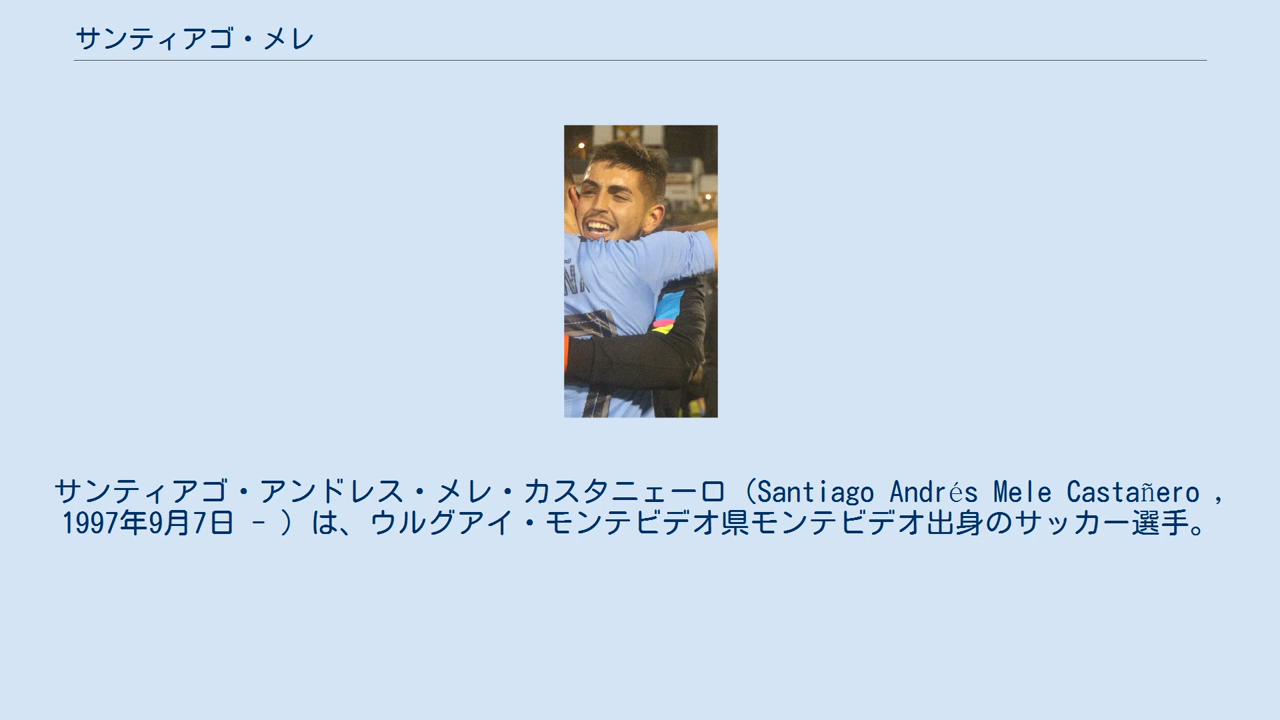 サンティアゴ・メレ
サンティアゴ・アンドレス・メレ・カスタニェーロ（Santiago Andrés Mele Castañero ,
1997年9月7日 - ）は、ウルグアイ・モンテビデオ県モンテビデオ出身のサッカー選手。